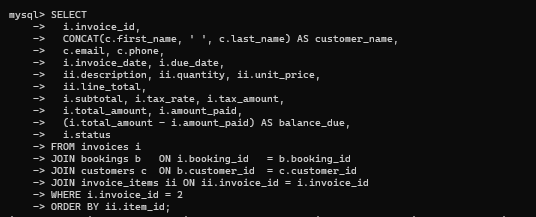 mysql> SELECT
    ->   i.invoice_id,
    ->   CONCAT(c.first_name, ' ', c.last_name) AS customer_name,
    ->   c.email, c.phone,
    ->   i.invoice_date, i.due_date,
    ->   ii.description, ii.quantity, ii.unit_price,
    ->   ii.line_total,
    ->   i.subtotal, i.tax_rate, i.tax_amount,
    ->   i.total_amount, i.amount_paid,
    ->   (i.total_amount - i.amount_paid) AS balance_due,
    ->   i.status
    -> FROM invoices i
    -> JOIN bookings b   ON i.booking_id   = b.booking_id
    -> JOIN customers c  ON b.customer_id  = c.customer_id
    -> JOIN invoice_items ii ON ii.invoice_id = i.invoice_id
    -> WHERE i.invoice_id = 2
    -> ORDER BY ii.item_id;